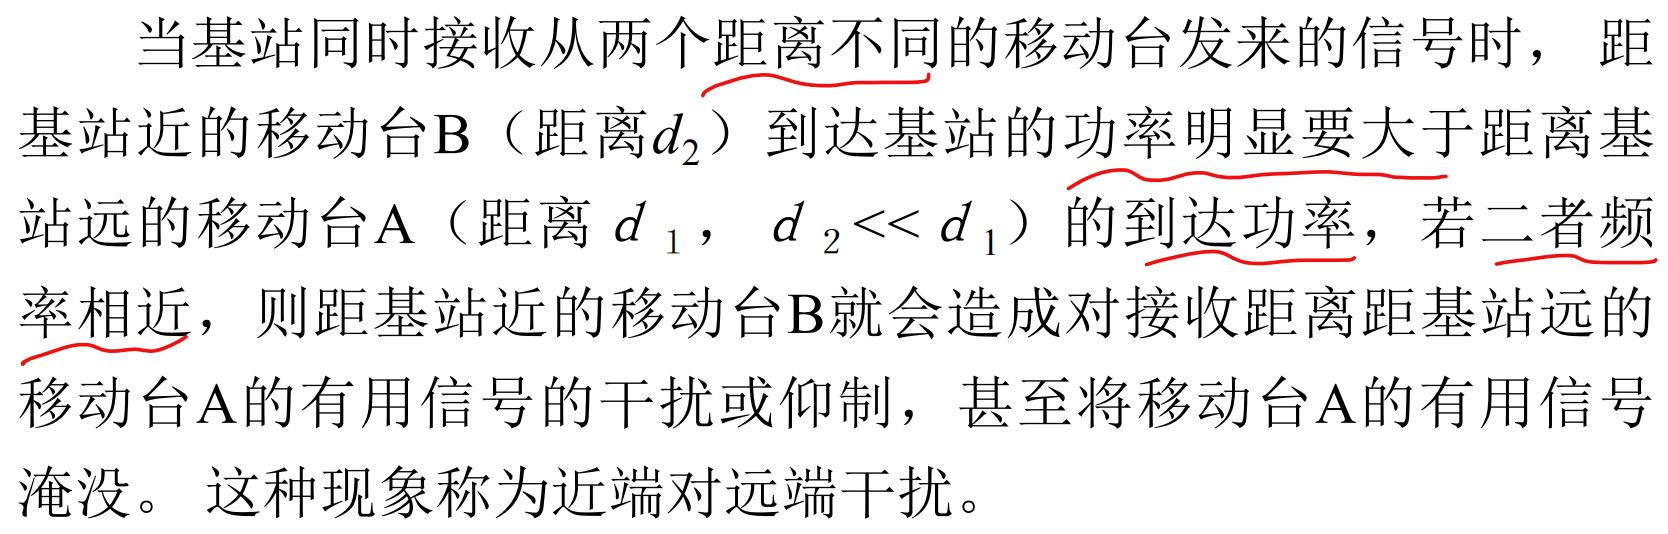 当基站同时接收从两个距离不同的移动台发来的信号时， 距
基站近的移动台B（距离d2）到达基站的功率明显要大于距离基
站远的移动台A（距离 d 1， d 2<< d 1）的到达功率，若二者频
率相近，则距基站近的移动台B就会造成对接收距离距基站远的
移动台A的有用信号的干扰或仰制，甚至将移动台A的有用信号
淹没。 这种现象称为近端对远端干扰。